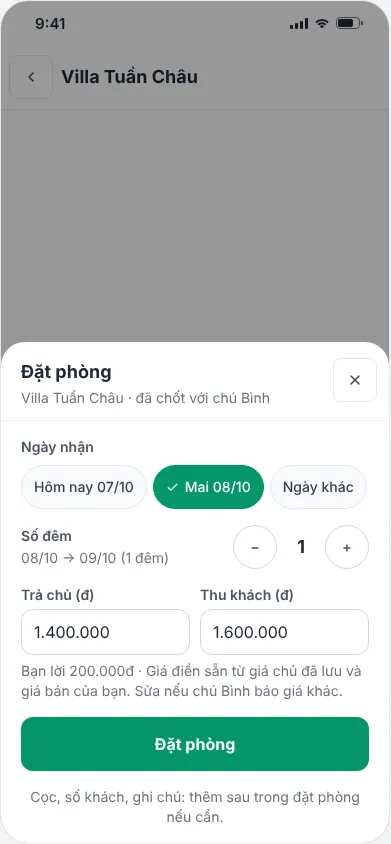 9:41
Villa Tuần Châu
Đặt phòng
Villa Tuần Châu · đã chốt với chú Bình
Ngày nhận
Hôm nay 07/10
Mai 08/10
Ngày khác
Số đêm
08/10 → 09/10 (1 đêm)
− 1 +
Trả chủ (đ)
Thu khách (đ)
1.400.000
1.600.000
Bạn lời 200.000đ · Giá điền sẵn từ giá chủ đã lưu và
giá bán của bạn. Sửa nếu chú Bình báo giá khác.
Đặt phòng
Cọc, số khách, ghi chú: thêm sau trong đặt phòng
nếu cần.